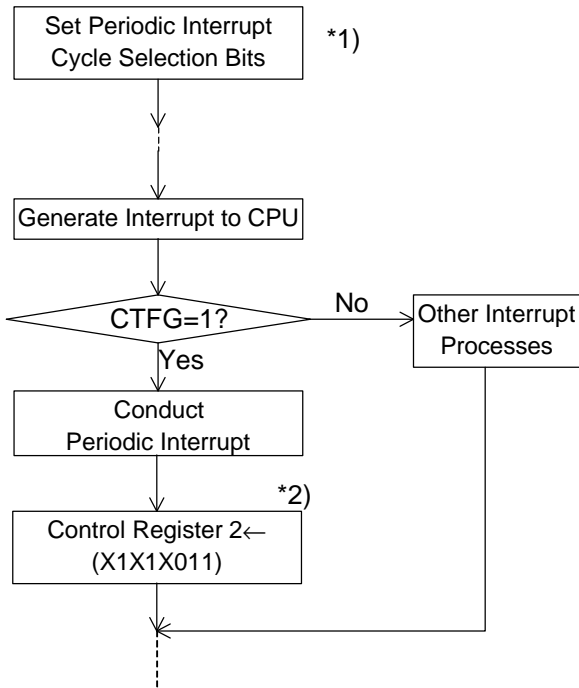 Set Periodic Interrupt
Cycle Selection Bits
*1)
Generate Interrupt to CPU
CTFG=1?
No
Other Interrupt
Processes
Yes
Conduct
Periodic Interrupt
*2)
Control Register 2←
(X1X1X011)